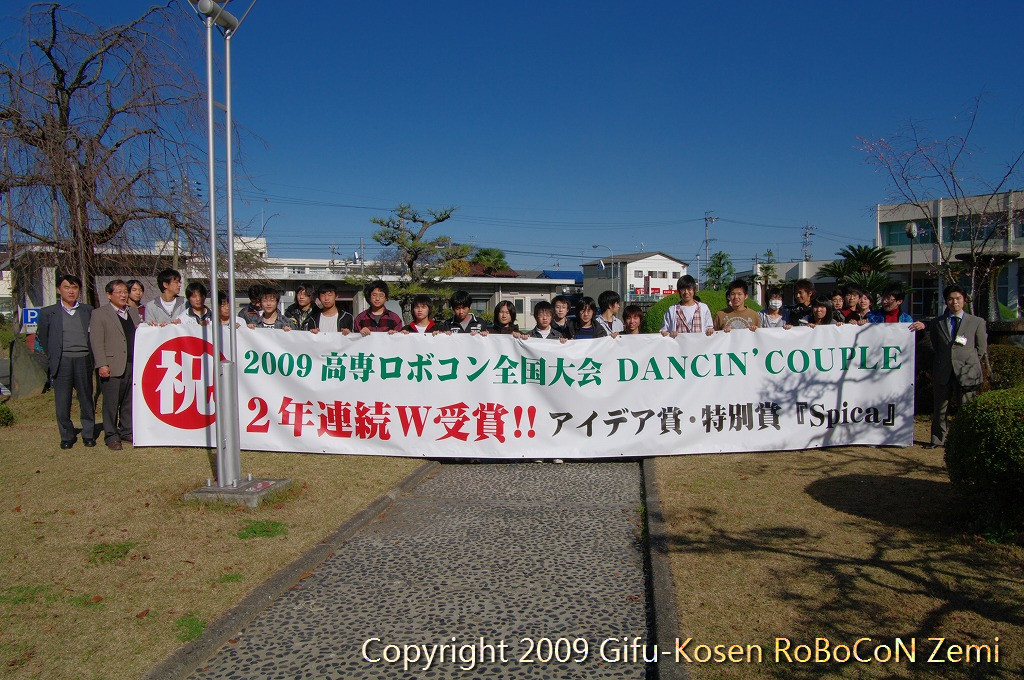 祝
2009 高専ロボコン全国大会 DANCIN' COUPLE
2年連続W受賞!! アイデア賞・特別賞『Spica』
P
Copyright 2009 Gifu-Kosen RoBoCoN Zemi